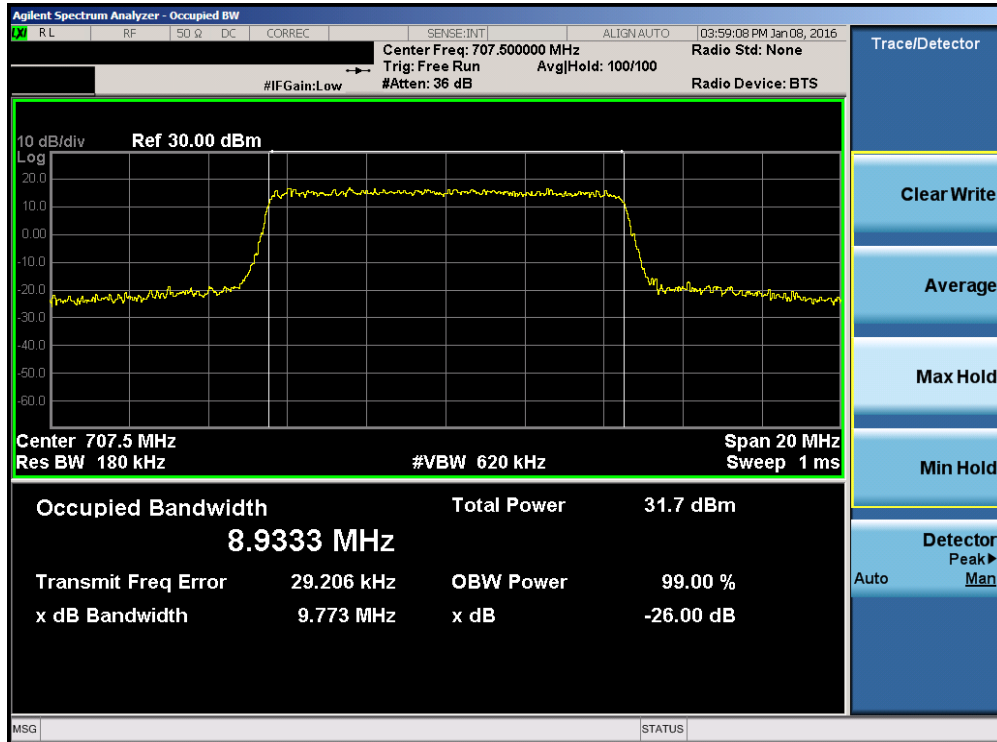 Agilent Spectrum Analyzer - Occupied BW
LXI RL RF 50 Ω DC CORREC SENSE:INT ALIGN AUTO 03:59:08 PM Jan 08, 2016
Center Freq: 707.500000 MHz Radio Std: None
Trig: Free Run Avg|Hold: 100/100
#IFGain:Low #Atten: 36 dB Radio Device: BTS
10 dB/div Ref 30.00 dBm
Log
20.0
10.0
0.00
-10.0
-20.0
-30.0
-40.0
-50.0
-60.0
Center 707.5 MHz Span 20 MHz
Res BW 180 kHz #VBW 620 kHz Sweep 1 ms
Occupied Bandwidth Total Power 31.7 dBm
8.9333 MHz
Transmit Freq Error 29.206 kHz OBW Power 99.00 %
x dB Bandwidth 9.773 MHz x dB -26.00 dB
MSG STATUS
Trace/Detector
Clear Write
Average
Max Hold
Min Hold
Detector
Peak▶
Auto Man